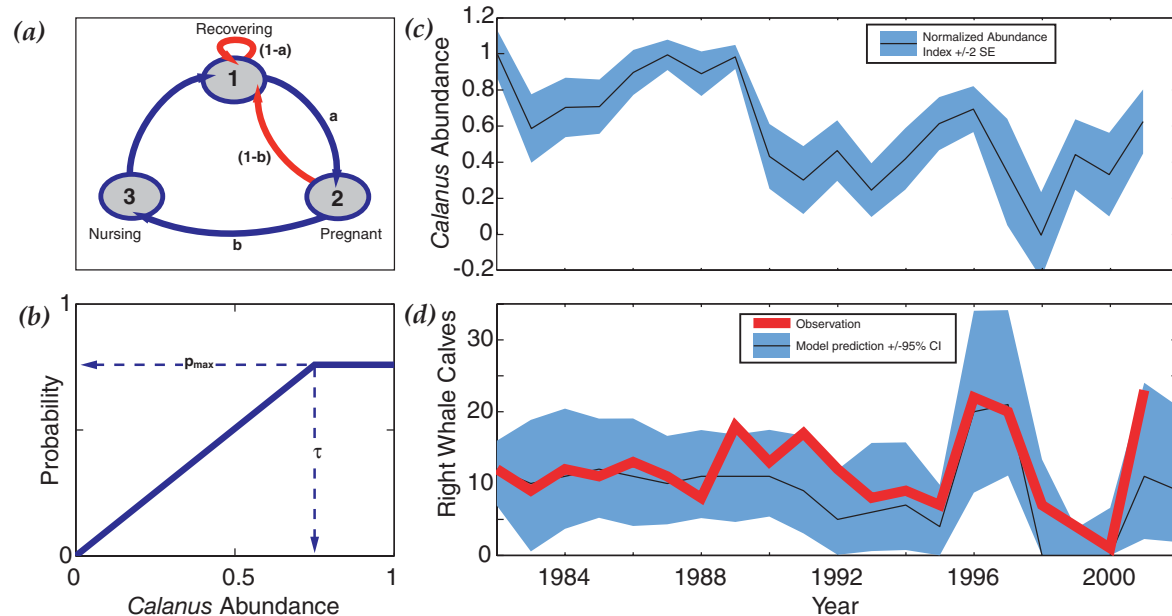 (a)
Recovering
(1-a)
1
a
(1-b)
3
2
Nursing
Pregnant
b
(b)
1
Probability
0
pmax
τ
0
0.5
1
Calanus Abundance
(c)
1.2
1
0.8
0.6
0.4
0.2
0
-0.2
Calanus Abundance
Normalized Abundance
Index +/-2 SE
(d)
30
20
10
0
Right Whale Calves
Observation
Model prediction +/-95% CI
1984
1988
1992
1996
2000
Year